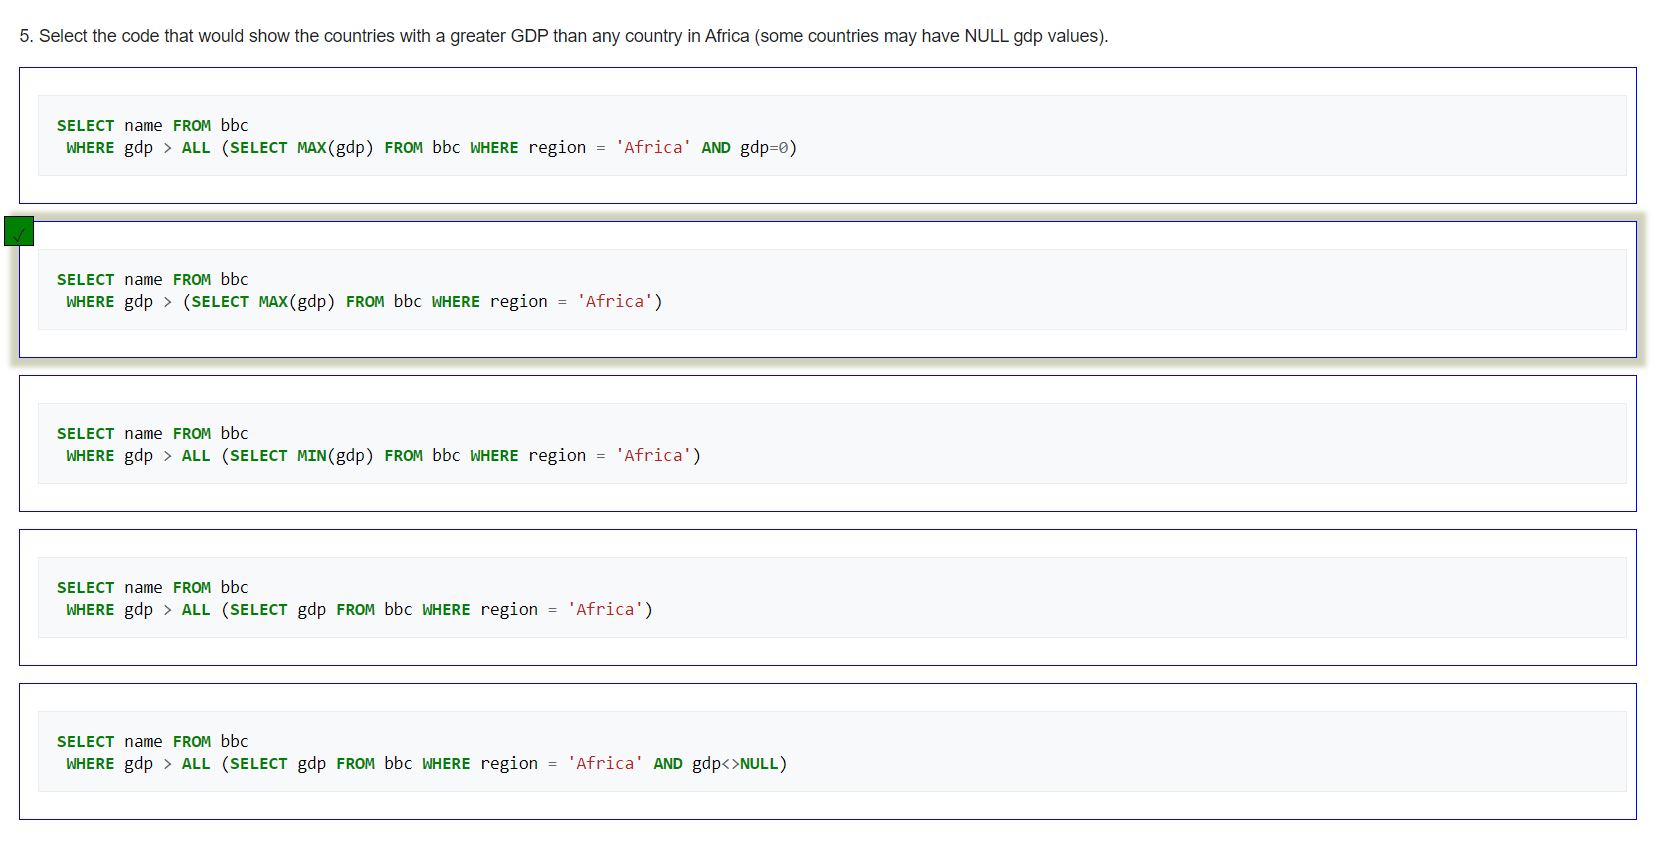 5. Select the code that would show the countries with a greater GDP than any country in Africa (some countries may have NULL gdp values).
SELECT name FROM bbc
WHERE gdp > ALL (SELECT MAX(gdp) FROM bbc WHERE region = 'Africa' AND gdp=0)
✓
SELECT name FROM bbc
WHERE gdp > (SELECT MAX(gdp) FROM bbc WHERE region = 'Africa')
SELECT name FROM bbc
WHERE gdp > ALL (SELECT MIN(gdp) FROM bbc WHERE region = 'Africa')
SELECT name FROM bbc
WHERE gdp > ALL (SELECT gdp FROM bbc WHERE region = 'Africa')
SELECT name FROM bbc
WHERE gdp > ALL (SELECT gdp FROM bbc WHERE region = 'Africa' AND gdp<>NULL)